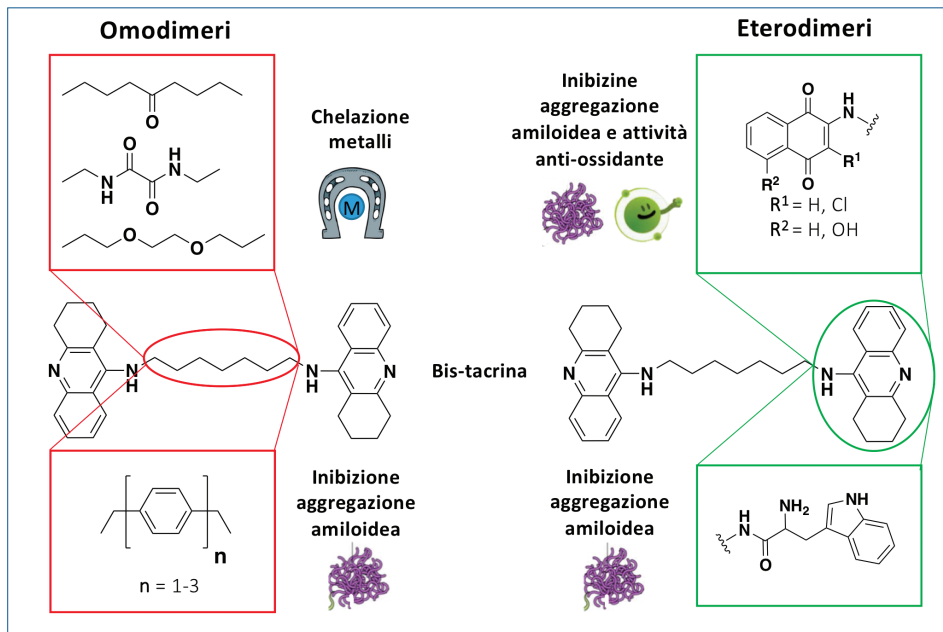 Omodimeri
O
H
N
O
O
H
N
O
O
Chelazione
metalli
M
Inibizine
aggregazione
amiloidea e attività
anti-ossidante
Eterodimeri
O
H
N
R1
R2
O
R1 = H, Cl
R2 = H, OH
N
N
H
N
H
N
Bis-tacrina
N
N
H
N
H
N
n
n = 1-3
Inibizione
aggregazione
amiloidea
Inibizione
aggregazione
amiloidea
H
N
O
NH2
NH